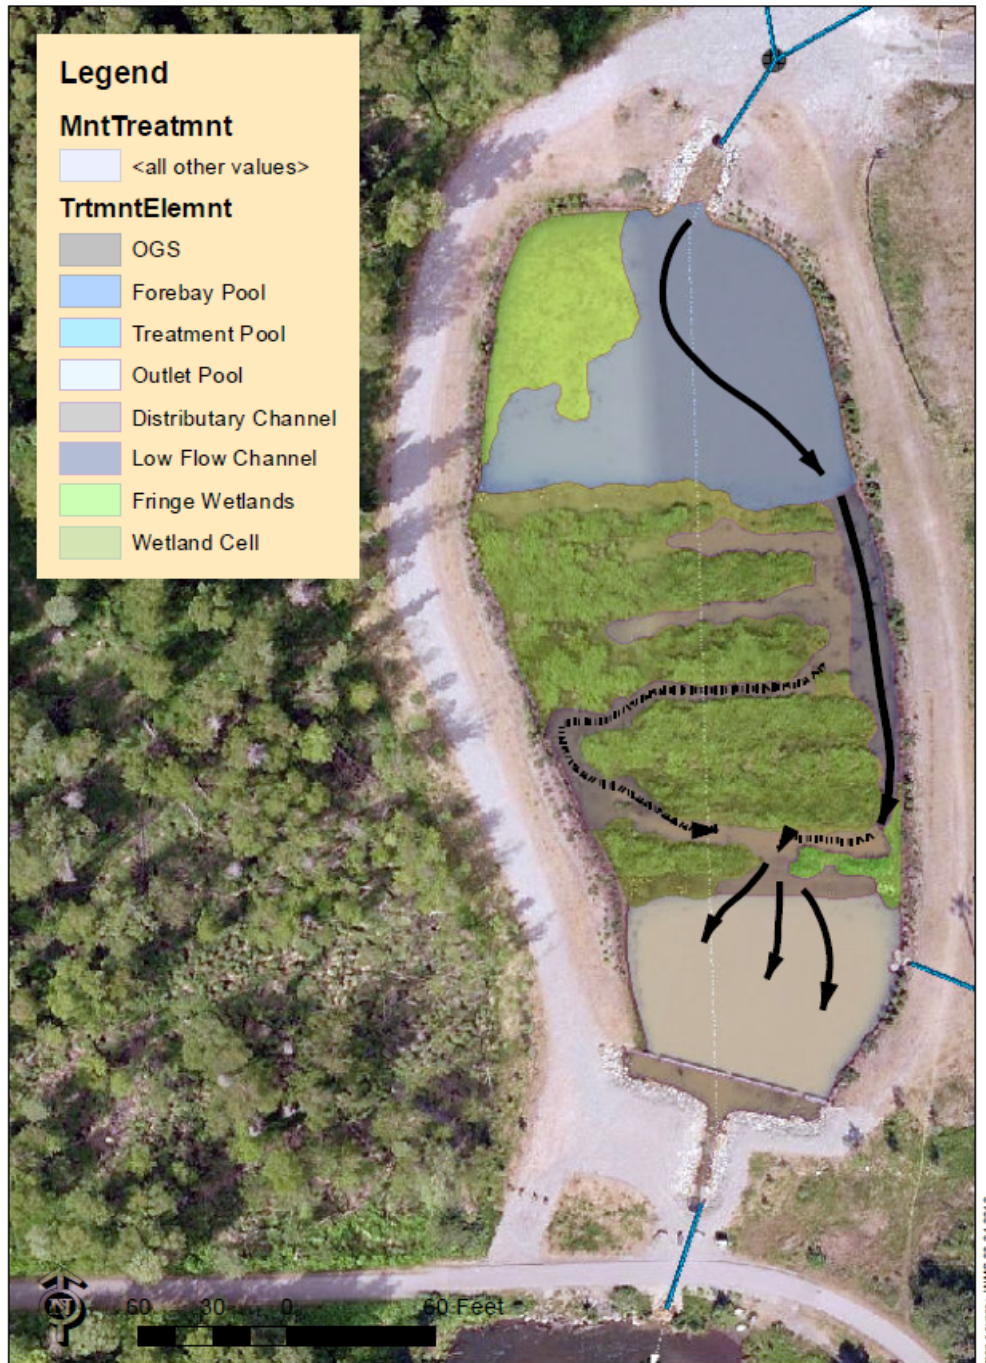 Legend
MntTreatmnt
<all other values>
TrtmntElemnt
OGS
Forebay Pool
Treatment Pool
Outlet Pool
Distributary Channel
Low Flow Channel
Fringe Wetlands
Wetland Cell
60 30 0 60 Feet